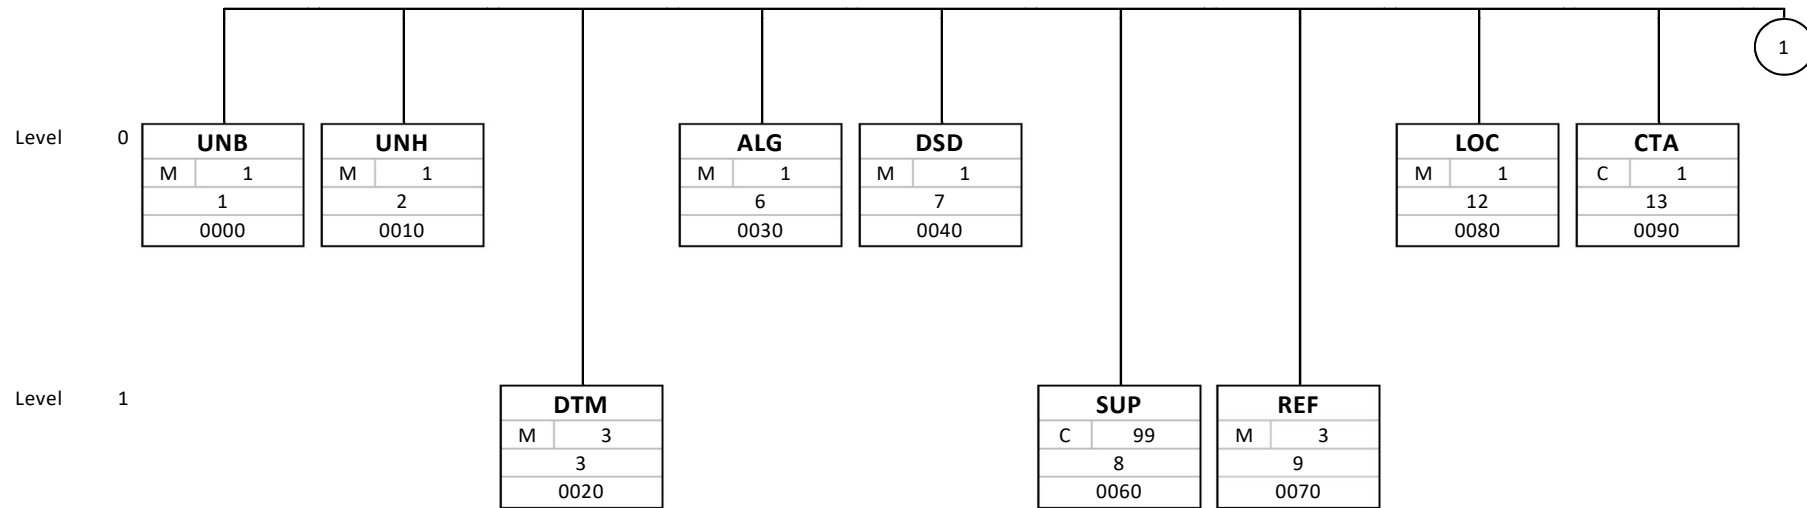 1
Level 0
UNB UNH ALG DSD LOC CTA
M 1 M 1 M 1 M 1 M 1 C 1
1 2 6 7 12 13
0000 0010 0030 0040 0080 0090
Level 1
DTM SUP REF
M 3 C 99 M 3
3 8 9
0020 0060 0070